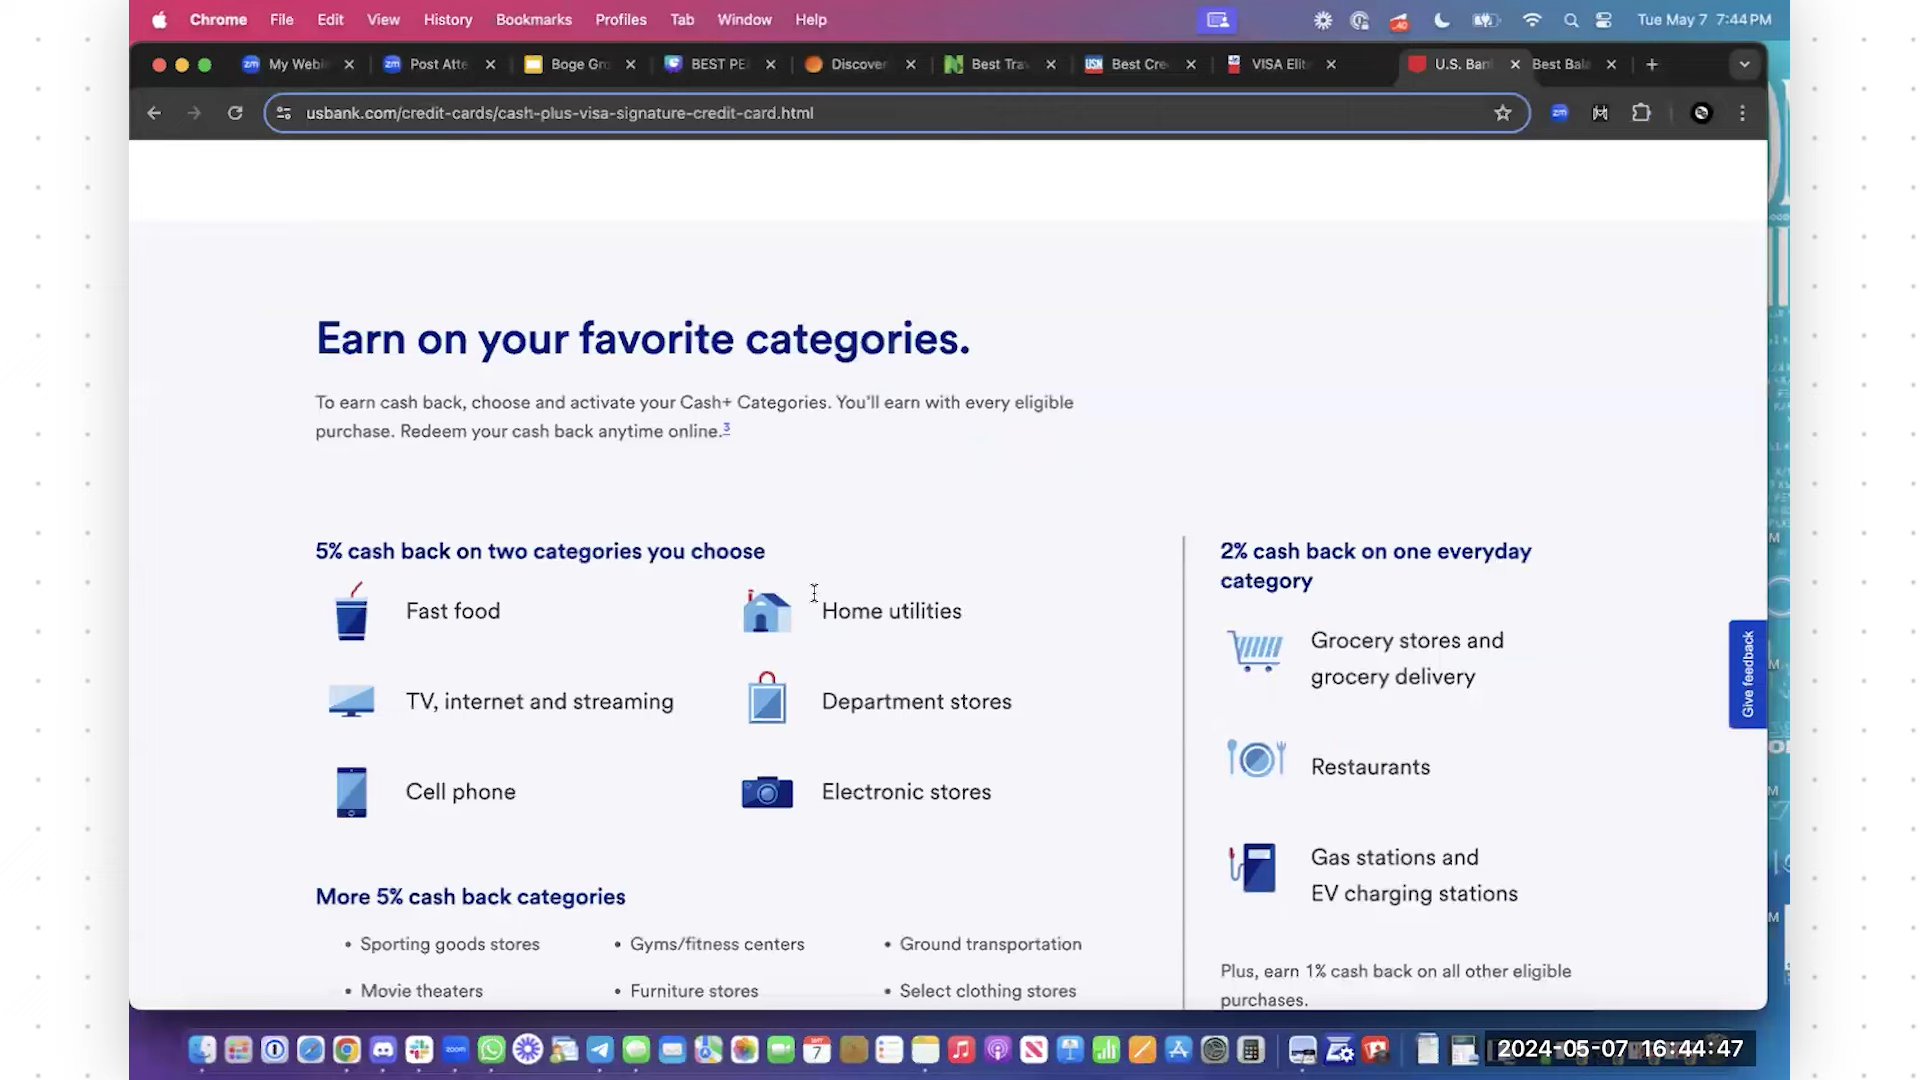 Chrome File Edit View History Bookmarks Profiles Tab Window Help Tue May 7 7:44 PM
My Web Post Atte Boge Gro BEST PE Discover Best Trav Best Cre VISA Elit U.S. Ban Best Bala
usbank.com/credit-cards/cash-plus-visa-signature-credit-card.html
Earn on your favorite categories.
To earn cash back, choose and activate your Cash+ Categories. You'll earn with every eligible
purchase. Redeem your cash back anytime online.3
5% cash back on two categories you choose
Fast food
Home utilities
TV, internet and streaming
Department stores
Cell phone
Electronic stores
More 5% cash back categories
• Sporting goods stores
• Gyms/fitness centers
• Ground transportation
• Movie theaters
• Furniture stores
• Select clothing stores
2% cash back on one everyday
category
Grocery stores and
grocery delivery
Restaurants
Gas stations and
EV charging stations
Plus, earn 1% cash back on all other eligible
purchases.
Give feedback
2024-05-07 16:44:47